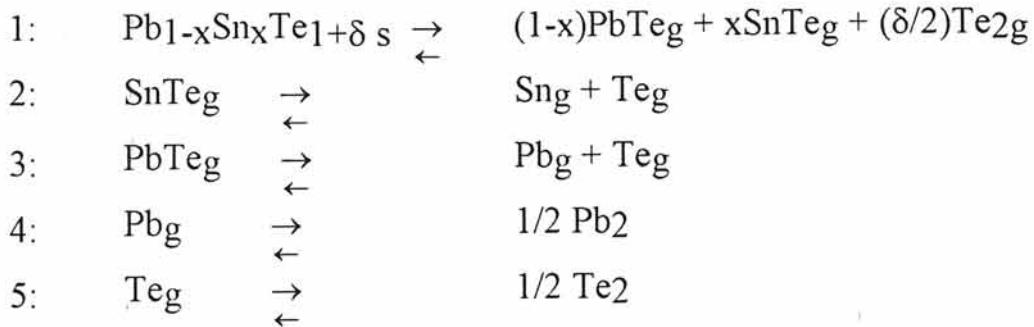 1: Pb1-xSnxTe1+δ s ⇄ (1-x)PbTeg + xSnTeg + (δ/2)Te2g
2: SnTeg ⇄ Sng + Teg
3: PbTeg ⇄ Pbg + Teg
4: Pbg ⇄ 1/2 Pb2
5: Teg ⇄ 1/2 Te2